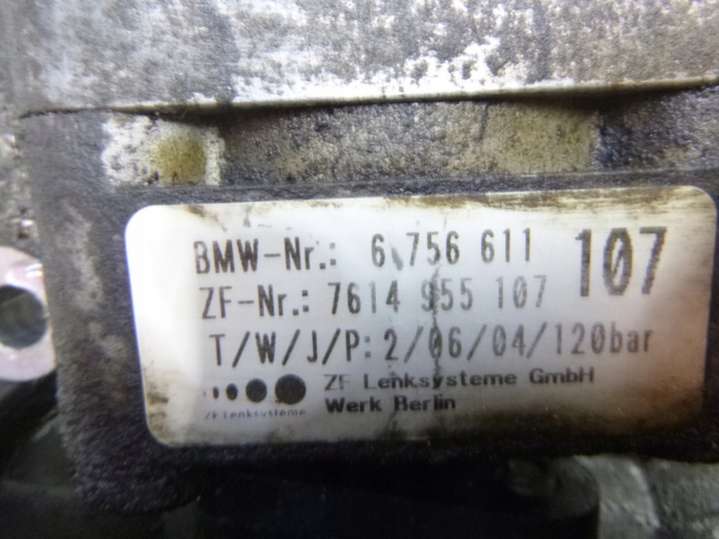 BMW-Nr.: 6 756 611 107
ZF-Nr.: 7614 955 107
T/W/J/P: 2/06/04/120bar
ZF Lenksysteme GmbH
Werk Berlin
ZF Lenksysteme